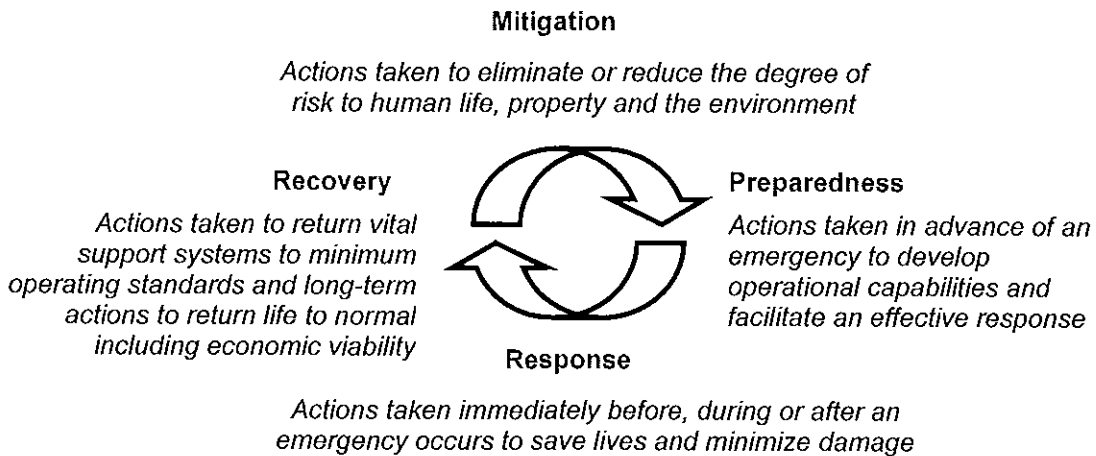 Mitigation
Actions taken to eliminate or reduce the degree of
risk to human life, property and the environment
Recovery
Actions taken to return vital
support systems to minimum
operating standards and long-term
actions to return life to normal
including economic viability
Preparedness
Actions taken in advance of an
emergency to develop
operational capabilities and
facilitate an effective response
Response
Actions taken immediately before, during or after an
emergency occurs to save lives and minimize damage